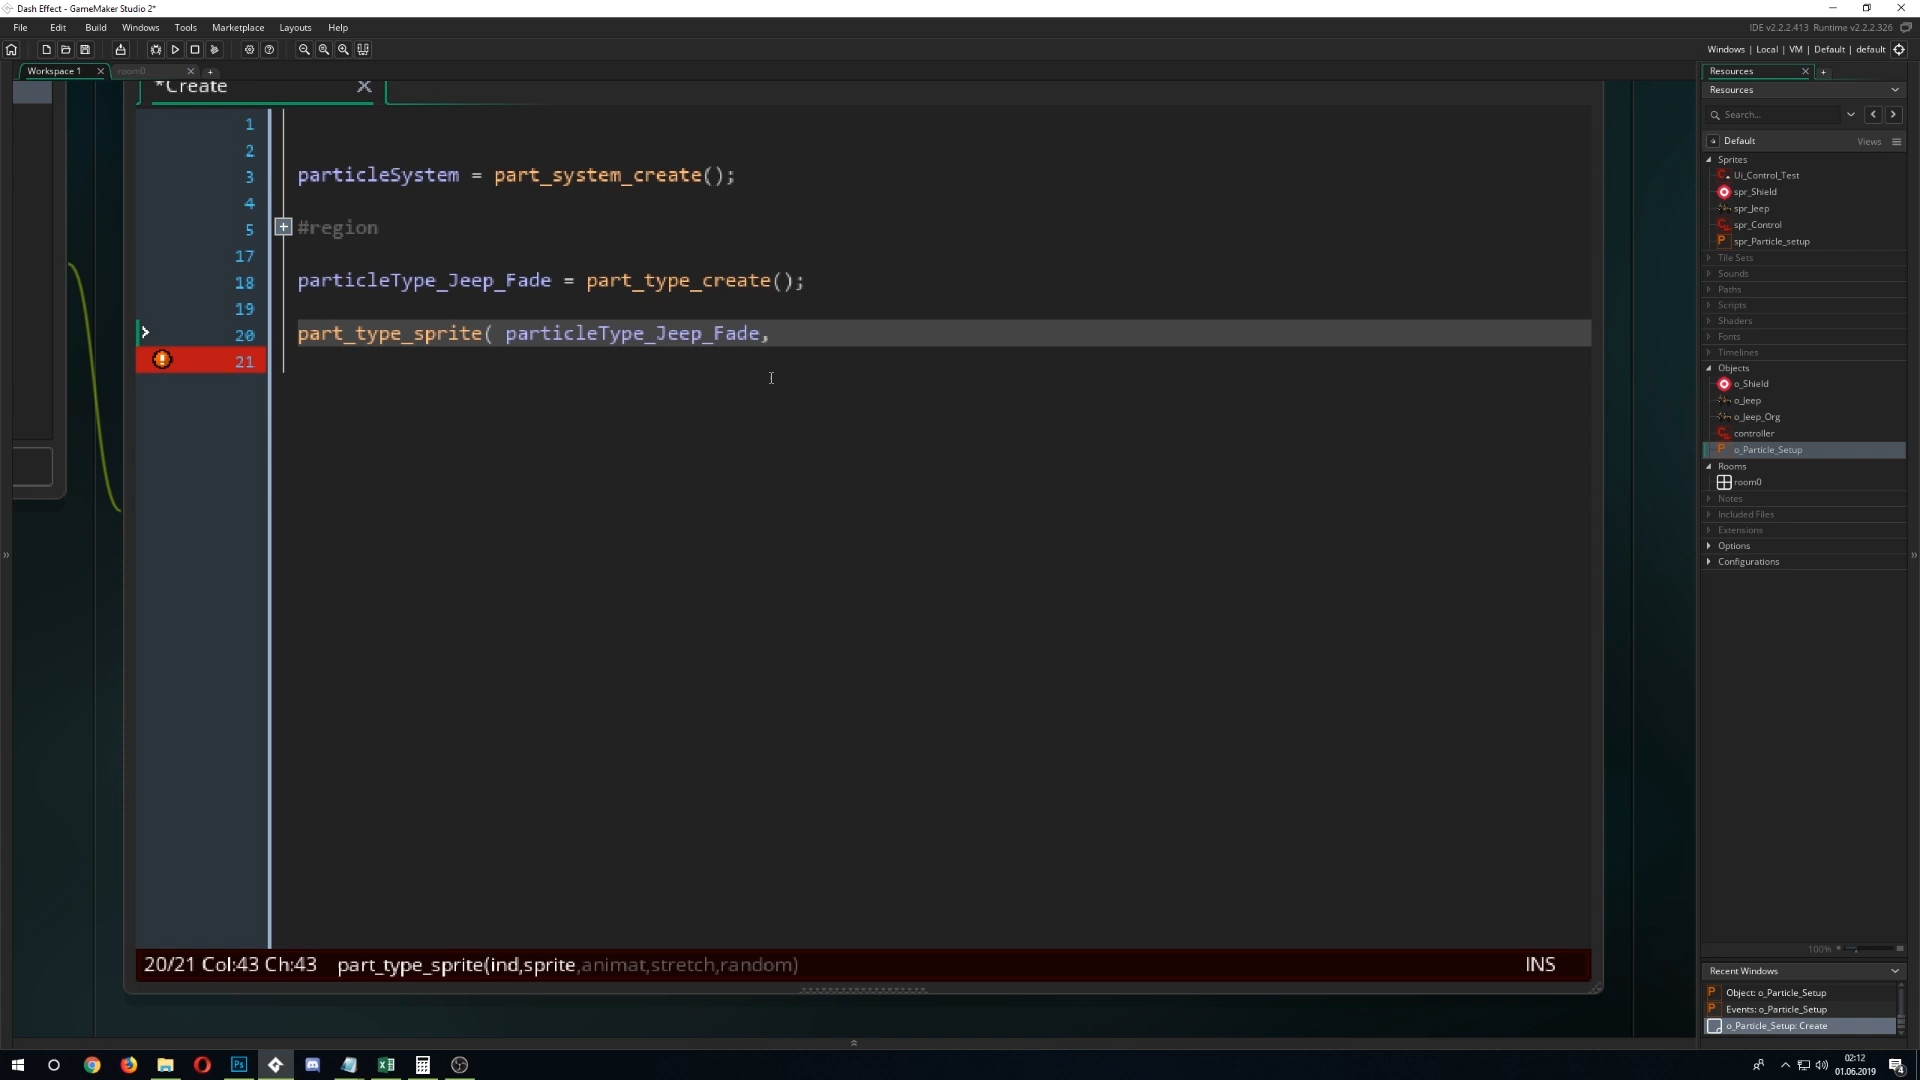 Dash Effect - GameMaker Studio 2*
File Edit Build Windows Tools Marketplace Layouts Help
IDE v2.2.2.413 Runtime v2.2.2.326
Windows | Local | VM | Default | default
Workspace 1
room0
*Create
1
2
3 particleSystem = part_system_create();
4
5 #region
17
18 particleType_Jeep_Fade = part_type_create();
19
20 part_type_sprite( particleType_Jeep_Fade,
21
20/21 Col:43 Ch:43 part_type_sprite(ind,sprite,animat,stretch,random) INS
Resources
Resources
Search...
Default Views
Sprites
Ui_Control_Test
spr_Shield
spr_Jeep
spr_Control
spr_Particle_setup
Tile Sets
Sounds
Paths
Scripts
Shaders
Fonts
Timelines
Objects
o_Shield
o_Jeep
o_Jeep_Org
controller
o_Particle_Setup
Rooms
room0
Notes
Included Files
Extensions
Options
Configurations
100%
Recent Windows
Object: o_Particle_Setup
Events: o_Particle_Setup
o_Particle_Setup: Create
Ps
02:12
01.06.2019
4